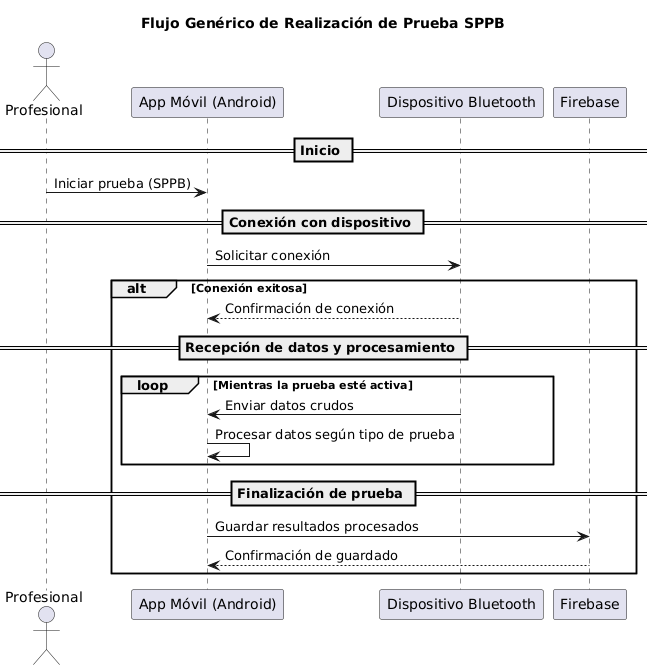 Flujo Genérico de Realización de Prueba SPPB
Profesional
App Móvil (Android)
Dispositivo Bluetooth
Firebase
Inicio
Iniciar prueba (SPPB)
Conexión con dispositivo
Solicitar conexión
alt [Conexión exitosa]
Confirmación de conexión
Recepción de datos y procesamiento
loop [Mientras la prueba esté activa]
Enviar datos crudos
Procesar datos según tipo de prueba
Finalización de prueba
Guardar resultados procesados
Confirmación de guardado
Profesional
App Móvil (Android)
Dispositivo Bluetooth
Firebase